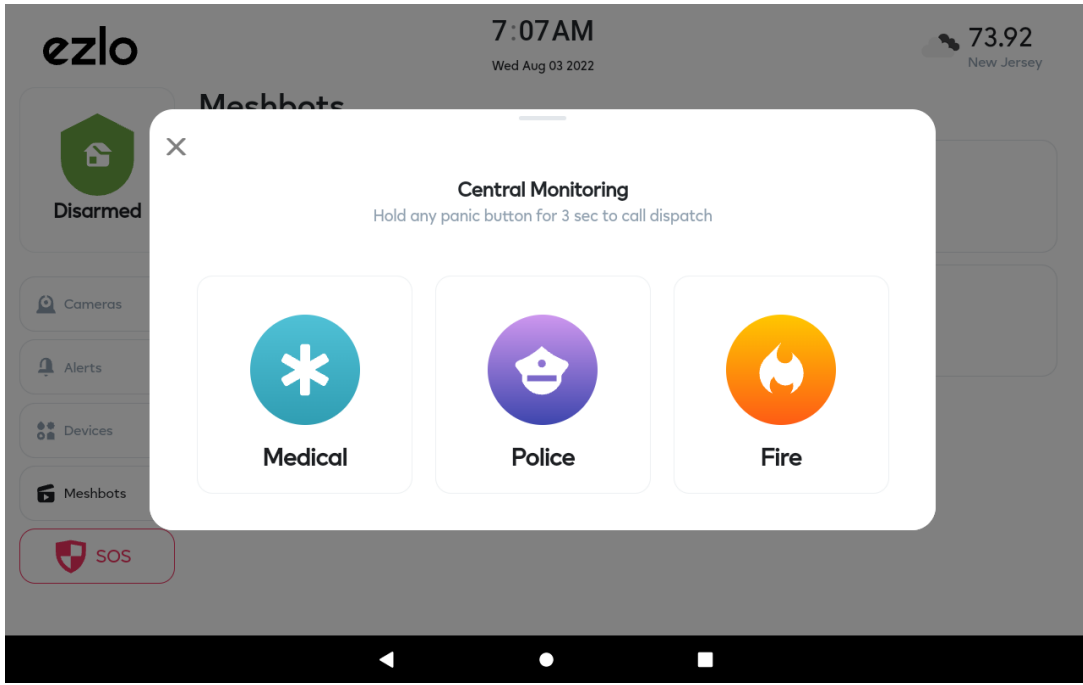 ezlo
7:07AM
Wed Aug 03 2022
73.92
New Jersey
Meshbots
Disarmed
Central Monitoring
Hold any panic button for 3 sec to call dispatch
Cameras
Alerts
Devices
Meshbots
SOS
Medical
Police
Fire